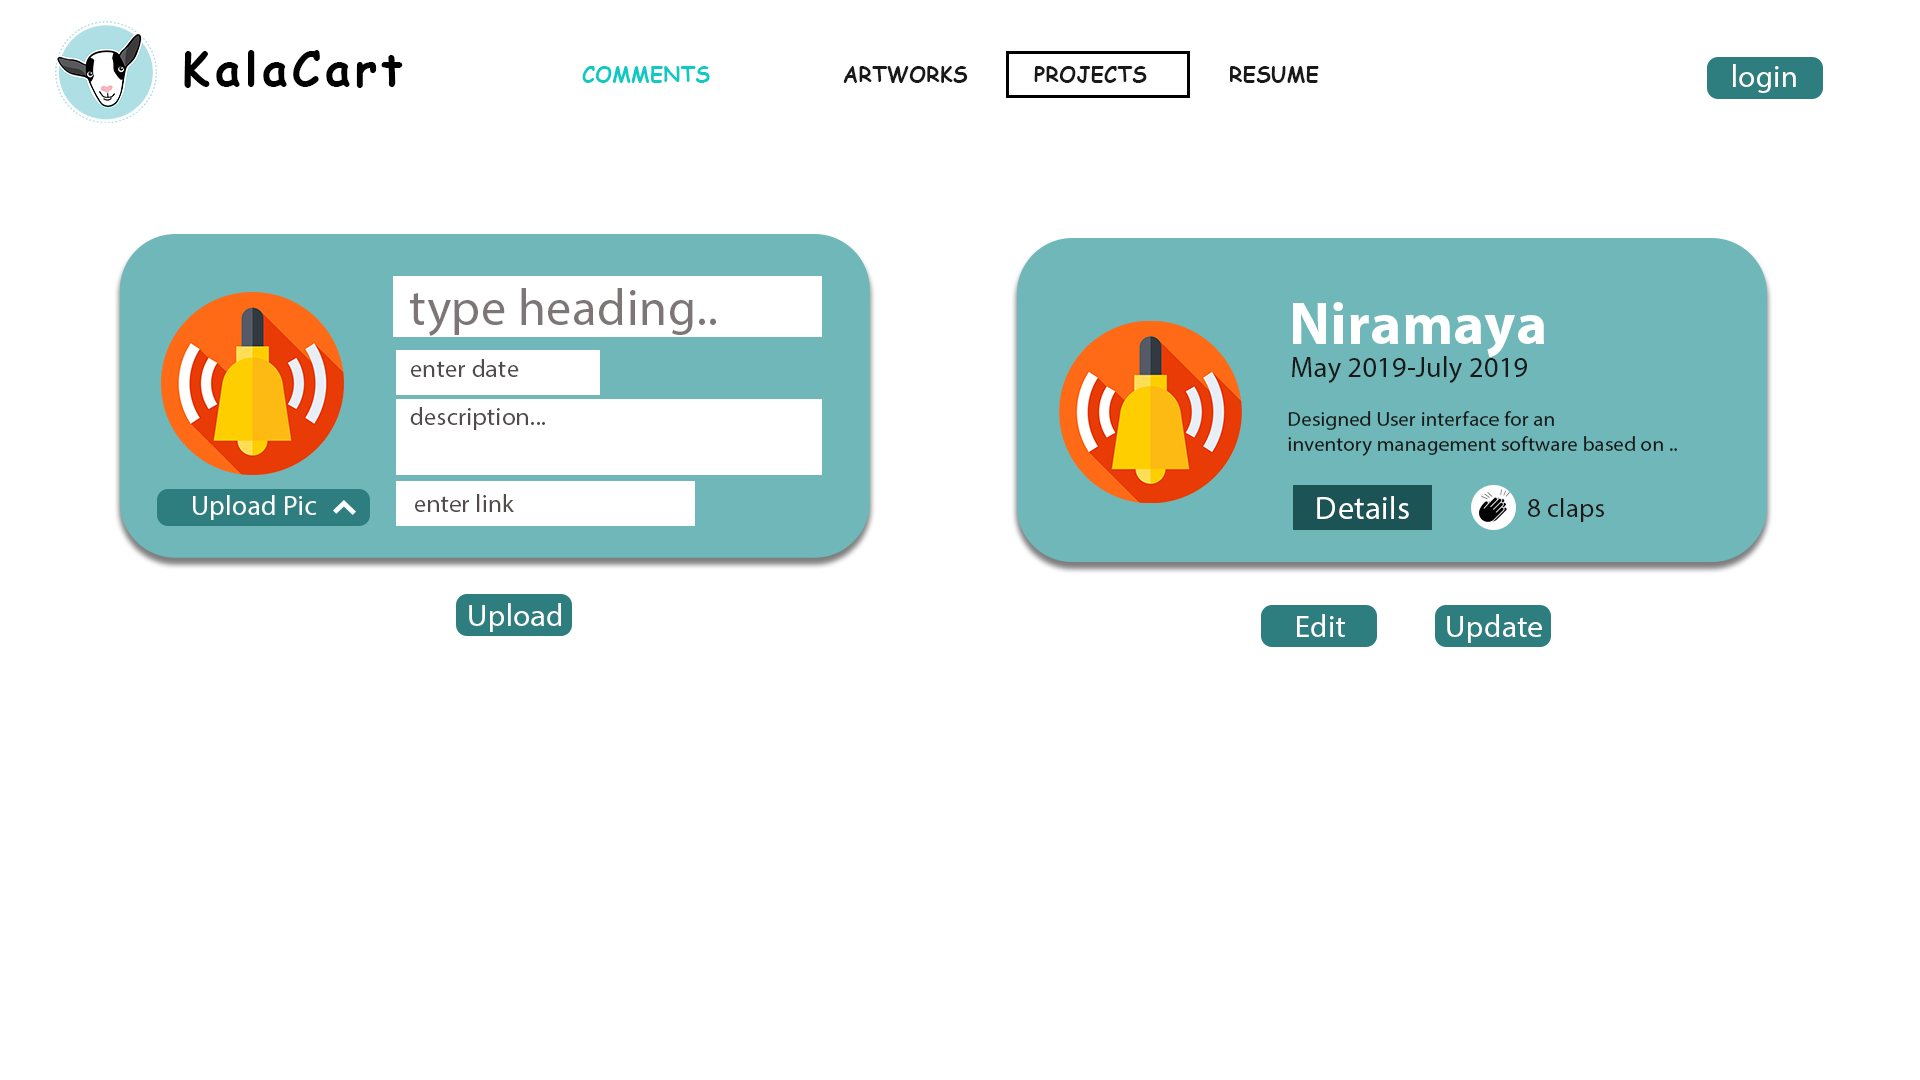 KalaCart
COMMENTS
ARTWORKS
PROJECTS
RESUME
login
type heading..
enter date
description...
enter link
Upload Pic
Upload
Niramaya
May 2019-July 2019
Designed User interface for an
inventory management software based on ..
Details
8 claps
Edit
Update